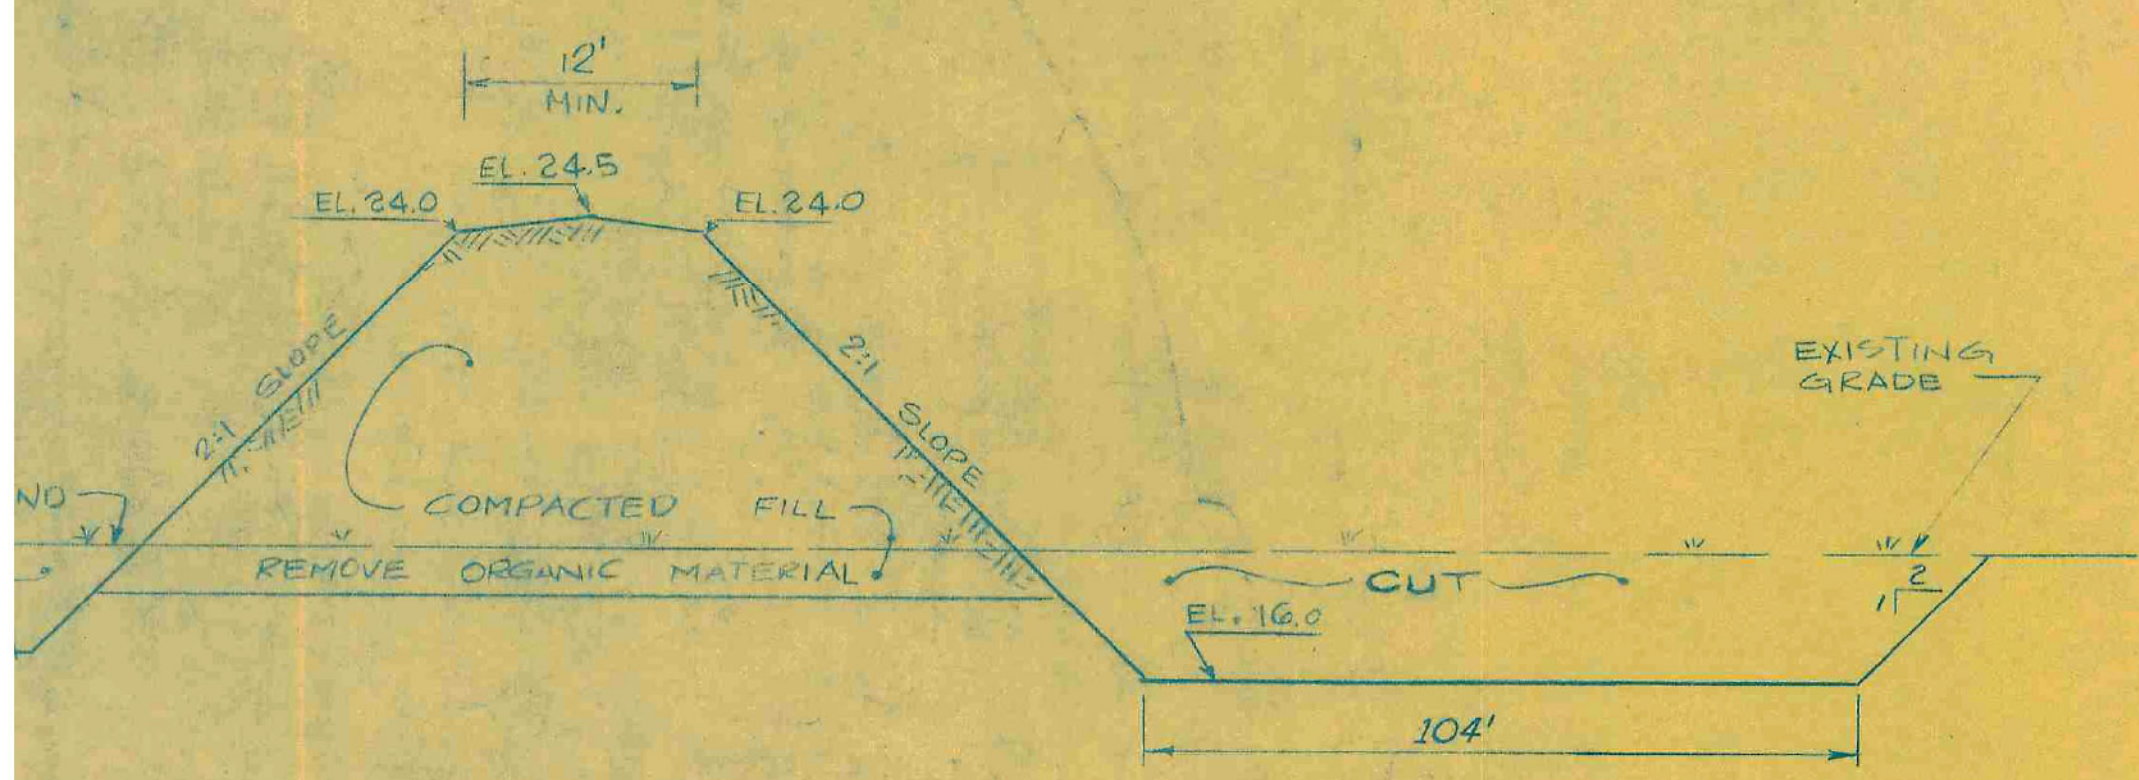 12'
MIN.
EL. 24.5
EL. 24.0
EL. 24.0
2:1 SLOPE
2:1 SLOPE
EXISTING
GRADE
ND
COMPACTED FILL
REMOVE ORGANIC MATERIAL
CUT
2
1
EL. 16.0
104'